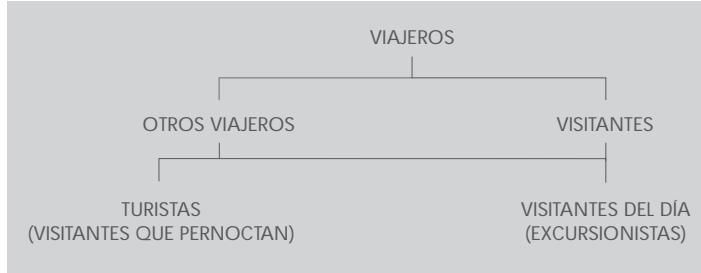 VIAJEROS
OTROS VIAJEROS
VISITANTES
TURISTAS
(VISITANTES QUE PERNOCTAN)
VISITANTES DEL DÍA
(EXCURSIONISTAS)